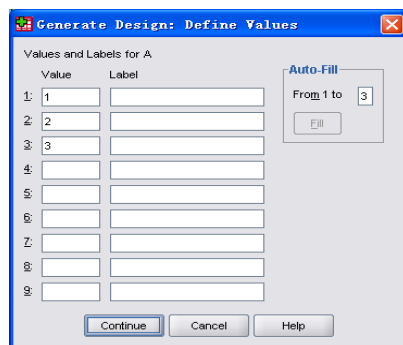 Generate Design: Define Values
Values and Labels for A
Value Label
1: 1
2: 2
3: 3
4:
5:
6:
7:
8:
9:
Auto-Fill
From 1 to 3
Fill
Continue Cancel Help